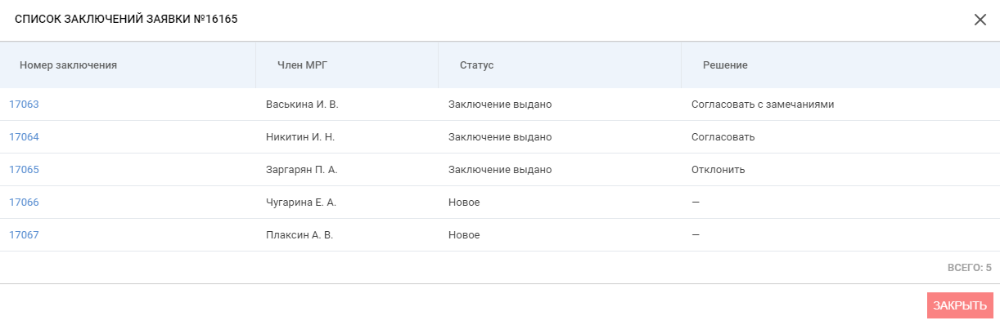 СПИСОК ЗАКЛЮЧЕНИЙ ЗАЯВКИ №16165
Номер заключения Член МРГ Статус Решение
17063 Васькина И. В. Заключение выдано Согласовать с замечаниями
17064 Никитин И. Н. Заключение выдано Согласовать
17065 Заргарян П. А. Заключение выдано Отклонить
17066 Чугарина Е. А. Новое —
17067 Плаксин А. В. Новое —
ВСЕГО: 5
ЗАКРЫТЬ